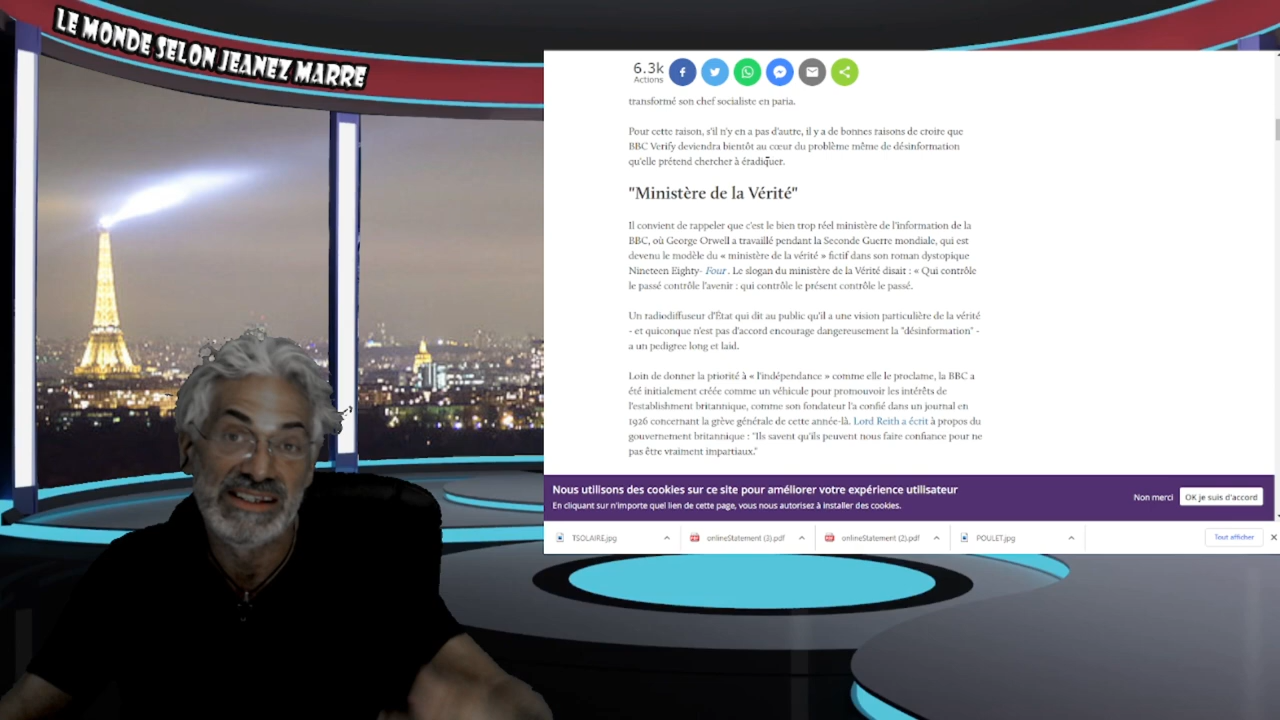 LE MONDE SELON JEANEZ MARRE
6.3k
Actions
transformé son chef socialiste en paria.
Pour cette raison, s'il n'y en a pas d'autre, il y a de bonnes raisons de croire que
BBC Verify deviendra bientôt au cœur du problème même de désinformation
qu'elle prétend chercher à éradiquer.
"Ministère de la Vérité"
Il convient de rappeler que c'est le bien trop réel ministère de l'information de la
BBC, où George Orwell a travaillé pendant la Seconde Guerre mondiale, qui est
devenu le modèle du « ministère de la vérité » fictif dans son roman dystopique
Nineteen Eighty- Four . Le slogan du ministère de la Vérité disait : « Qui contrôle
le passé contrôle l'avenir : qui contrôle le présent contrôle le passé.
Un radiodiffuseur d'État qui dit au public qu'il a une vision particulière de la vérité
- et quiconque n'est pas d'accord encourage dangereusement la "désinformation" -
a un pedigree long et laid.
Loin de donner la priorité à « l'indépendance » comme elle le proclame, la BBC a
été initialement créée comme un véhicule pour promouvoir les intérêts de
l'establishment britannique, comme son fondateur l'a confié dans un journal en
1926 concernant la grève générale de cette année-là. Lord Reith a écrit à propos du
gouvernement britannique : "Ils savent qu'ils peuvent nous faire confiance pour ne
pas être vraiment impartiaux."
Nous utilisons des cookies sur ce site pour améliorer votre expérience utilisateur
En cliquant sur n'importe quel lien de cette page, vous nous autorisez à installer des cookies.
Non merci
OK je suis d'accord
TSOLAIRE.jpg
onlineStatement (3).pdf
onlineStatement (2).pdf
POULET.jpg
Tout afficher